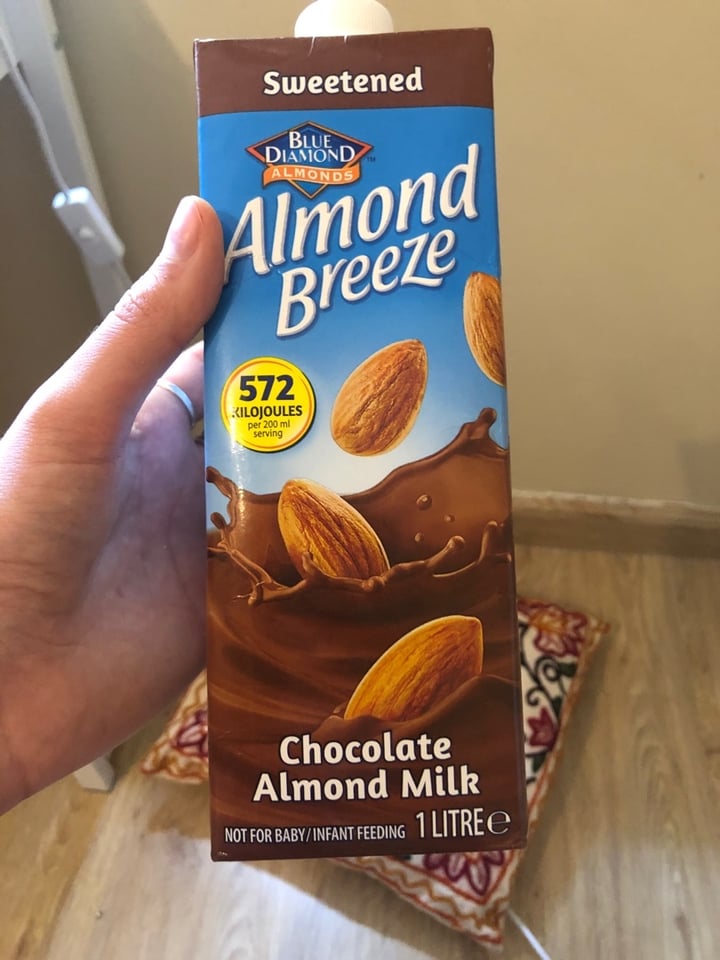 Sweetened
BLUE
DIAMOND™
ALMONDS
Almond
Breeze
572
KILOJOULES
per 200 ml
serving
Chocolate
Almond Milk
NOT FOR BABY/INFANT FEEDING 1 LITRE ℮